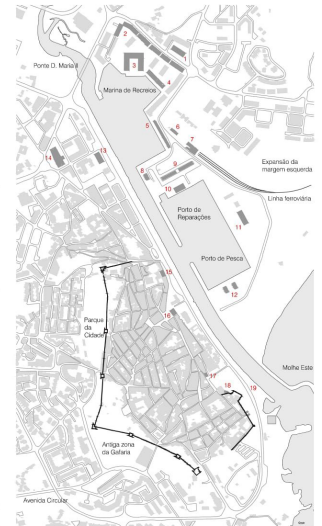 2
1
Ponte D. Maria II
3
4
Marina de Recreios
5
6
7
13
14
9
8
10
Expansão da
margem esquerda
Linha ferroviária
Porto de
Reparações
11
Porto de Pesca
12
15
16
Parque
da
Cidade
Molhe Este
17
18
19
Antiga zona
da Gafaria
Avenida Circular